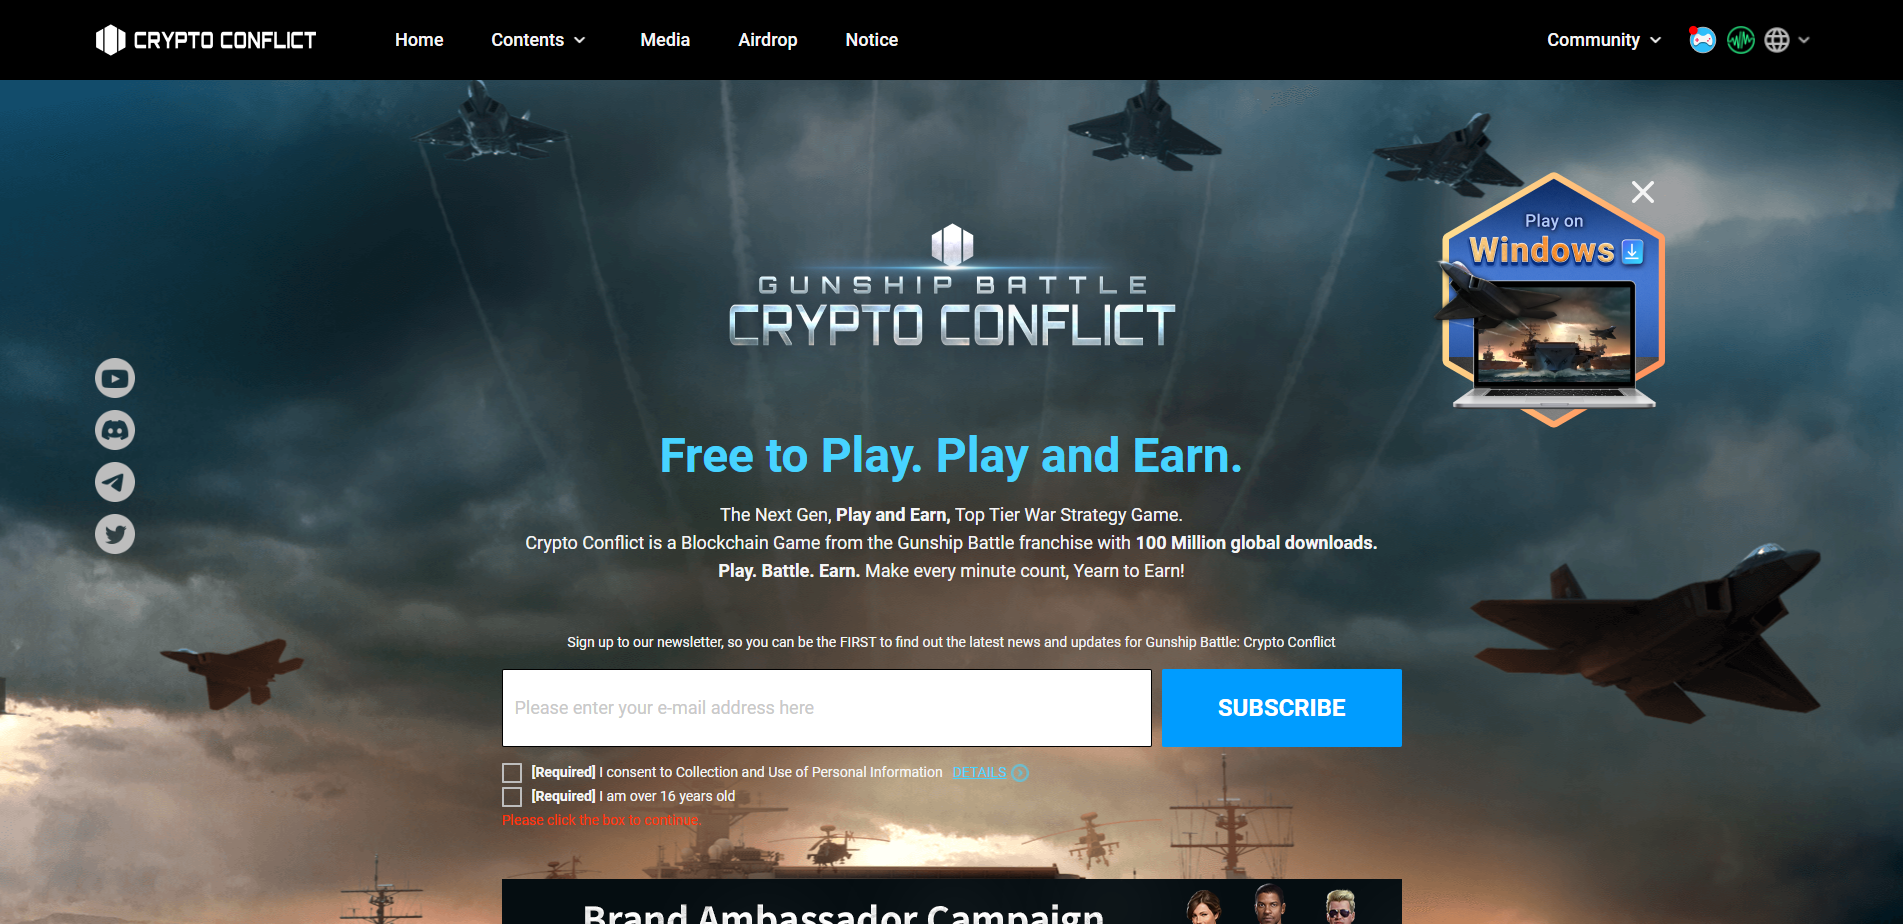 CRYPTO CONFLICT
Home
Contents
Media
Airdrop
Notice
Community
Play on
Windows
GUNSHIP BATTLE
CRYPTO CONFLICT
Free to Play. Play and Earn.
The Next Gen, Play and Earn, Top Tier War Strategy Game.
Crypto Conflict is a Blockchain Game from the Gunship Battle franchise with 100 Million global downloads.
Play. Battle. Earn. Make every minute count, Yearn to Earn!
Sign up to our newsletter, so you can be the FIRST to find out the latest news and updates for Gunship Battle: Crypto Conflict
Please enter your e-mail address here
SUBSCRIBE
[Required] I consent to Collection and Use of Personal Information DETAILS
[Required] I am over 16 years old
Please click the box to continue.
Brand Ambassador Campaign